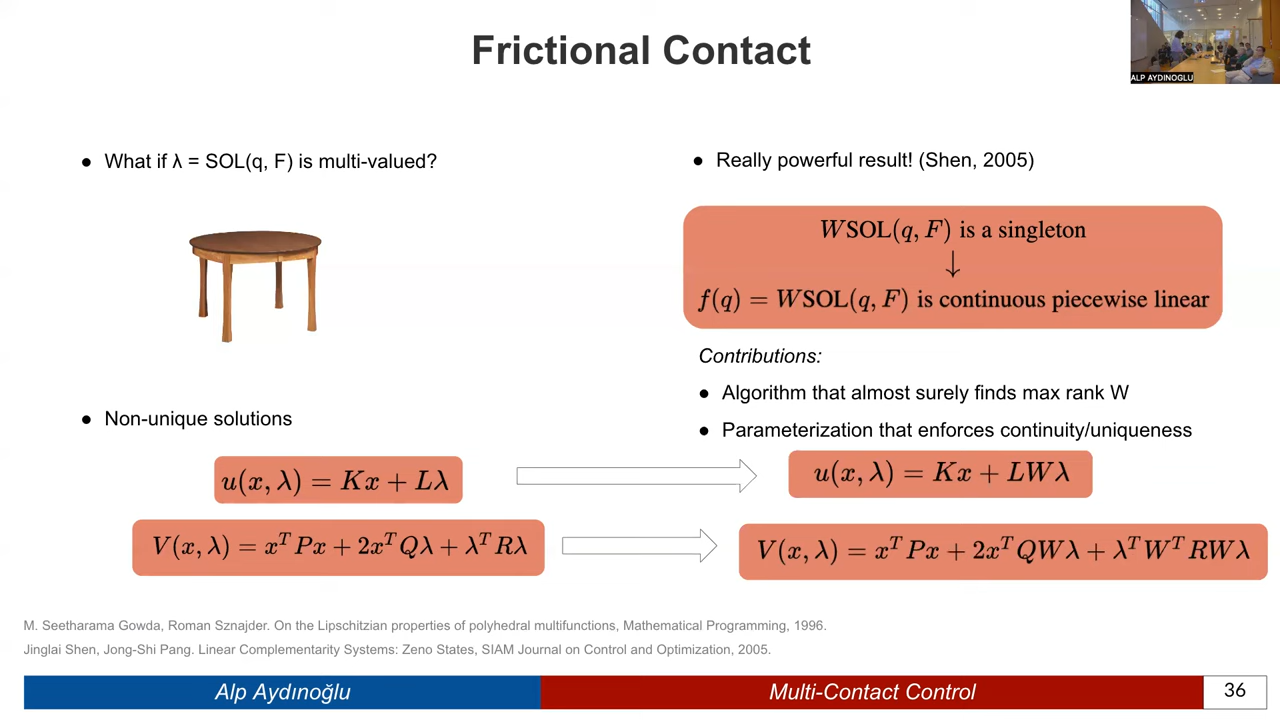 Frictional Contact
ALP AYDINOGLU
● What if λ = SOL(q, F) is multi-valued?
● Non-unique solutions
u(x, λ) = Kx + Lλ
V(x, λ) = x^T Px + 2x^T Qλ + λ^T Rλ
● Really powerful result! (Shen, 2005)
WSOL(q, F) is a singleton
↓
f(q) = WSOL(q, F) is continuous piecewise linear
Contributions:
● Algorithm that almost surely finds max rank W
● Parameterization that enforces continuity/uniqueness
u(x, λ) = Kx + LWλ
V(x, λ) = x^T Px + 2x^T QWλ + λ^T W^T RWλ
M. Seetharama Gowda, Roman Sznajder. On the Lipschitzian properties of polyhedral multifunctions, Mathematical Programming, 1996.
Jinglai Shen, Jong-Shi Pang. Linear Complementarity Systems: Zeno States, SIAM Journal on Control and Optimization, 2005.
Alp Aydınoğlu
Multi-Contact Control
36